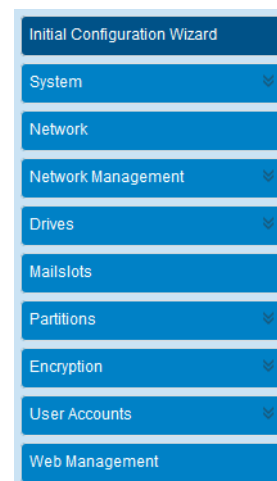 Initial Configuration Wizard
System
Network
Network Management
Drives
Mailslots
Partitions
Encryption
User Accounts
Web Management